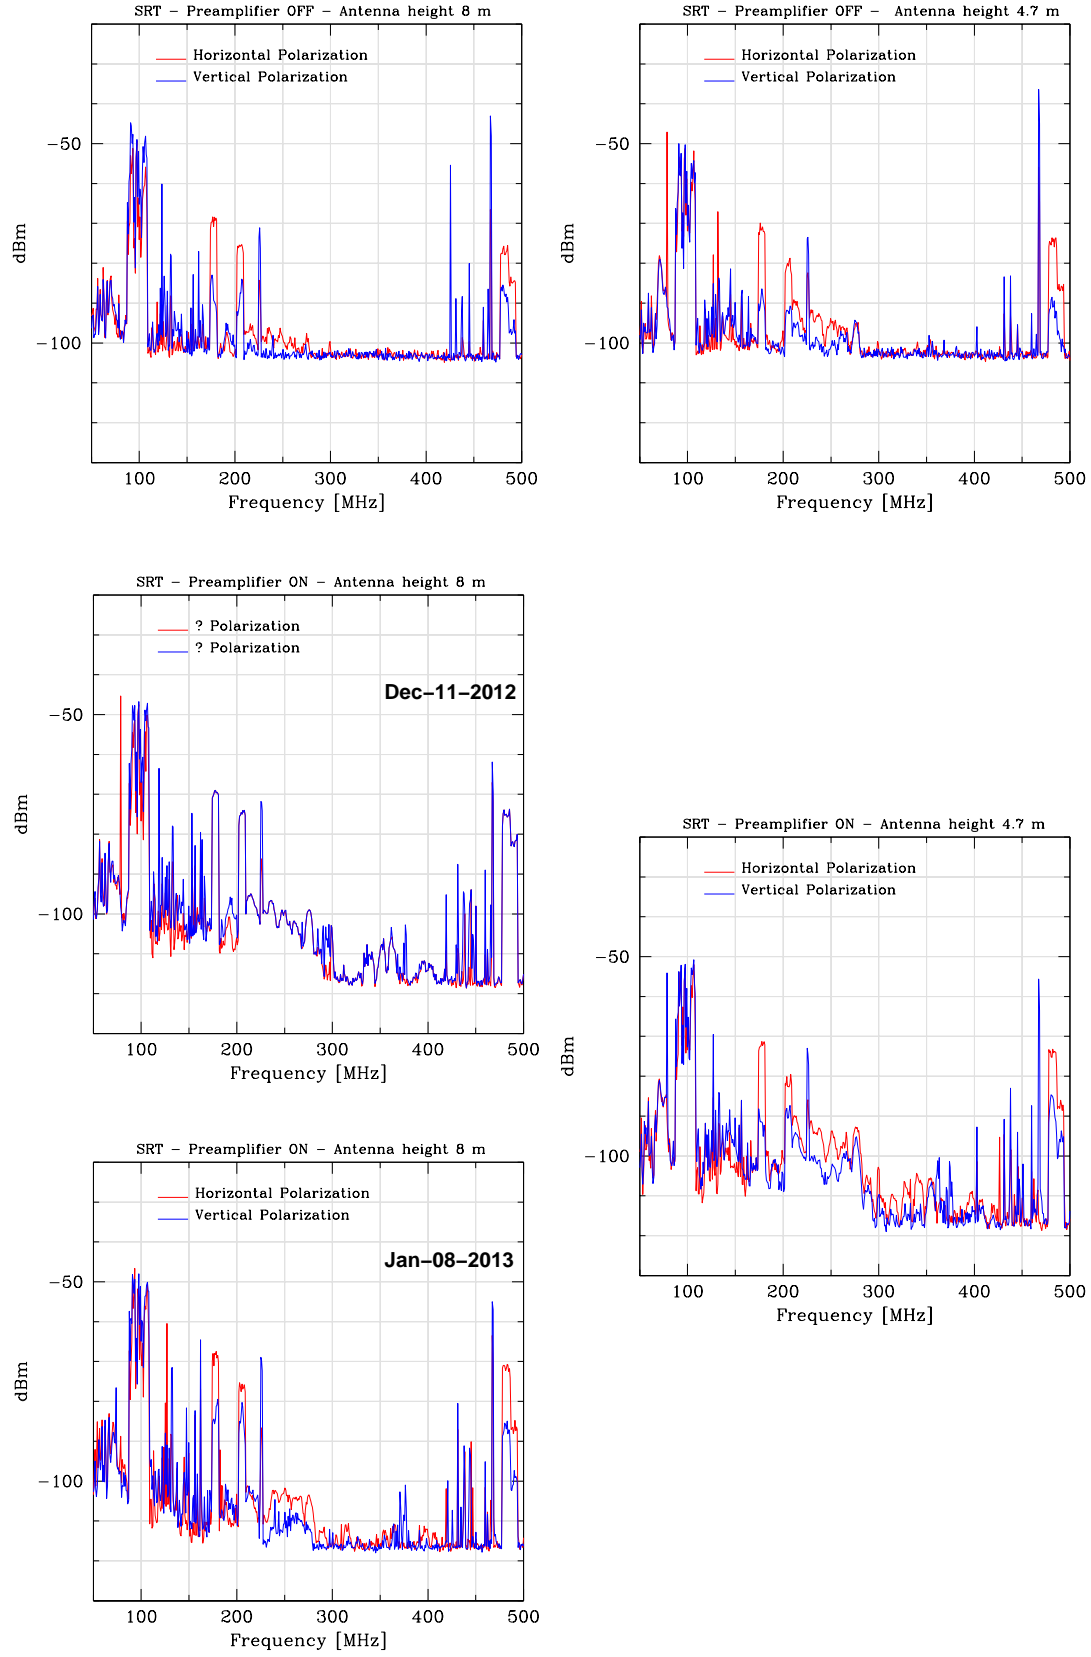 SRT - Preamplifier OFF - Antenna height 8 m
Horizontal Polarization
Vertical Polarization
-50
-100
dBm
100 200 300 400 500
Frequency [MHz]
SRT - Preamplifier OFF - Antenna height 4.7 m
Horizontal Polarization
Vertical Polarization
-50
-100
dBm
100 200 300 400 500
Frequency [MHz]
SRT - Preamplifier ON - Antenna height 8 m
? Polarization
? Polarization
Dec-11-2012
-50
-100
dBm
100 200 300 400 500
Frequency [MHz]
SRT - Preamplifier ON - Antenna height 4.7 m
Horizontal Polarization
Vertical Polarization
-50
-100
dBm
100 200 300 400 500
Frequency [MHz]
SRT - Preamplifier ON - Antenna height 8 m
Horizontal Polarization
Vertical Polarization
Jan-08-2013
-50
-100
dBm
100 200 300 400 500
Frequency [MHz]